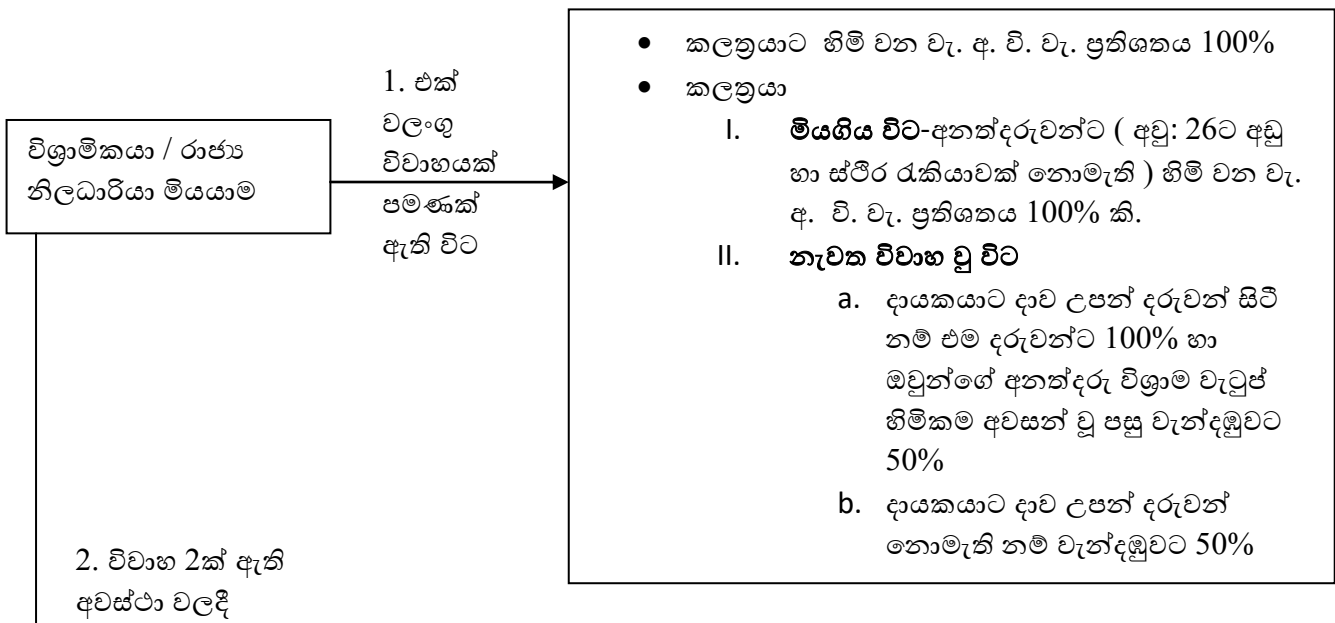 විශ්‍රාමිකයා / රාජ්‍ය
නිලධාරියා මියයාම
1. එක්
වලංගු
විවාහයක්
පමණක්
ඇති විට
• කලත්‍රයාට හිමි වන වැ. අ. වි. වැ. ප්‍රතිශතය 100%
• කලත්‍රයා
I. මියගිය විට-අනත්දරුවන්ට ( අවු: 26ට අඩු
හා ස්ථිර රැකියාවක් නොමැති ) හිමි වන වැ.
අ. වි. වැ. ප්‍රතිශතය 100% කි.
II. නැවත විවාහ වු විට
a. දායකයාට දාව උපන් දරුවන් සිටී
නම් එම දරුවන්ට 100% හා
ඔවුන්ගේ අනත්දරු විශ්‍රාම වැටුප්
හිමිකම අවසන් වූ පසු වැන්දඹුවට
50%
b. දායකයාට දාව උපන් දරුවන්
නොමැති නම් වැන්දඹුවට 50%
2. විවාහ 2ක් ඇති
අවස්ථා වලදී